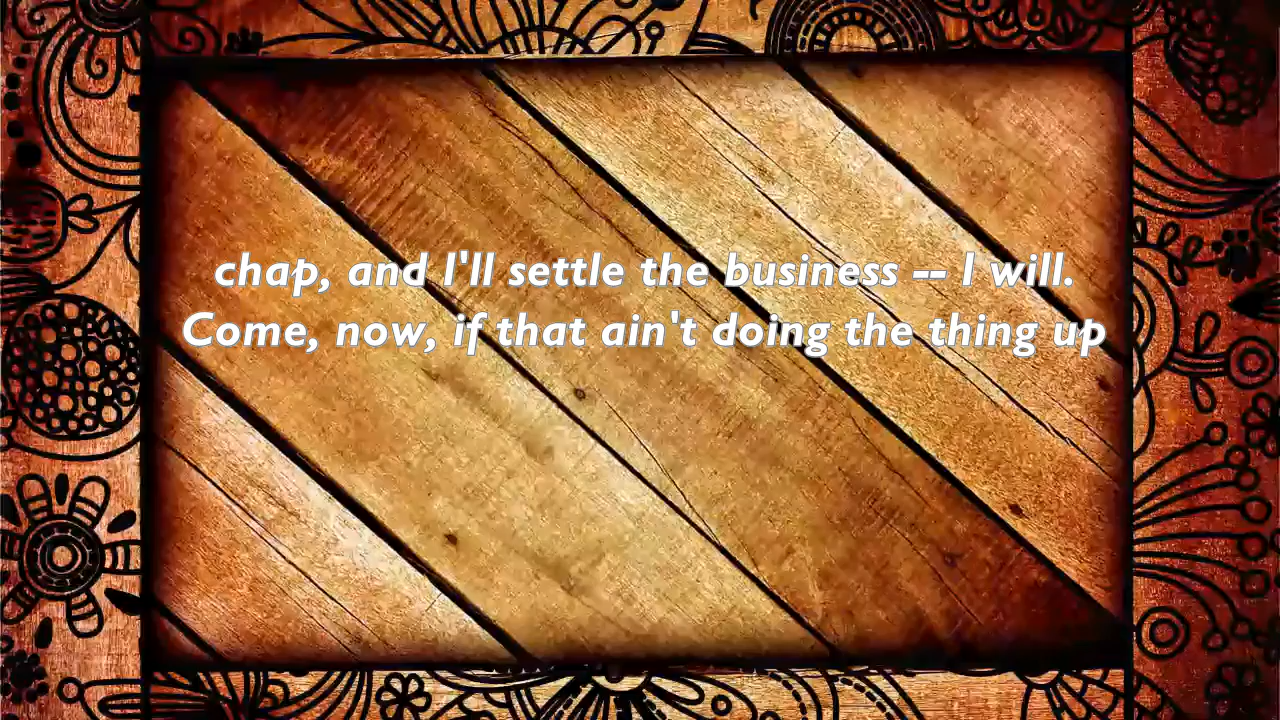 chap, and I'll settle the business -- I will.
Come, now, if that ain't doing the thing up